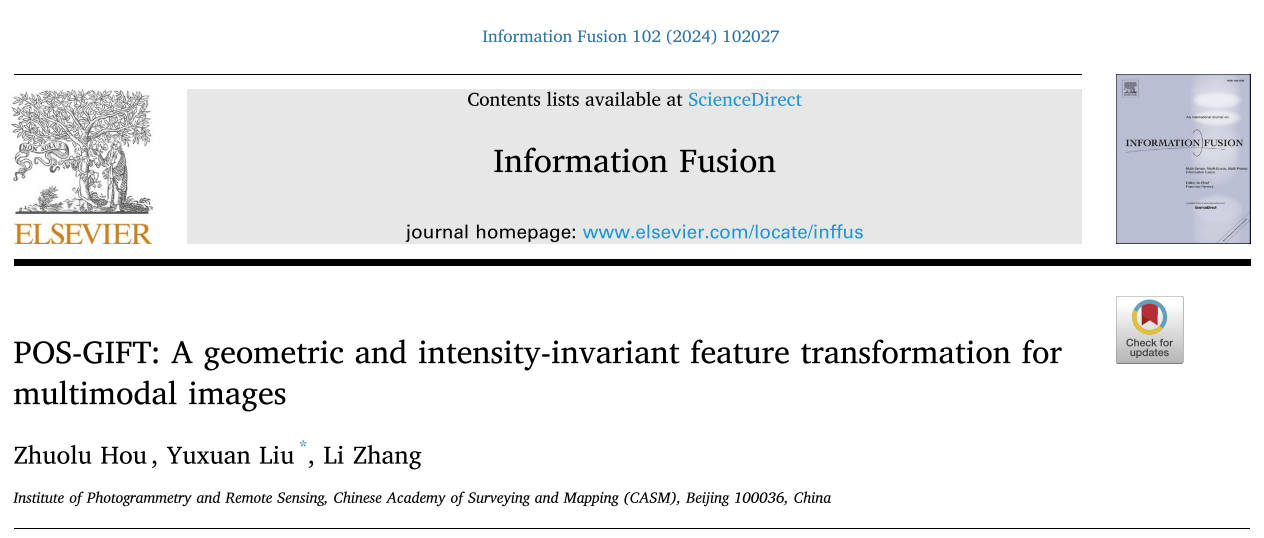 Information Fusion 102 (2024) 102027
Contents lists available at ScienceDirect
Information Fusion
journal homepage: www.elsevier.com/locate/inffus
ELSEVIER
INFORMATION FUSION
POS-GIFT: A geometric and intensity-invariant feature transformation for
multimodal images
Check for
updates
Zhuolu Hou, Yuxuan Liu *, Li Zhang
Institute of Photogrammetry and Remote Sensing, Chinese Academy of Surveying and Mapping (CASM), Beijing 100036, China